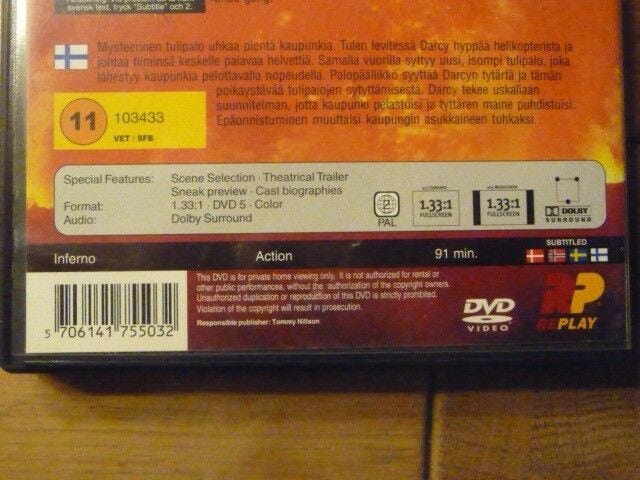 svensk text, tryck "Subtitle" och 2.
Mysteerinen tulipalo uhkaa pientä kaupunkia. Tulen levitessä Darcy hyppää helikopterista ja
johtaa tiiminsä keskelle palavaa helvettiä. Samalla vuorilla syttyy uusi, isompi tulipalo, joka
lähestyy kaupunkia pelottavalla nopeudella. Palopäällikkö syyttää Darcyn tytärtä ja tämän
poikaystävää tulipalojen sytyttämisestä. Darcy tekee uskaliaan
suunnitelman, jotta kaupunki pelastuisi ja tyttären maine puhdistuisi.
Epäonnistuminen muuttaisi kaupungin asukkaineen tuhkaksi.
11
103433
VET / SFB
Special Features: Scene Selection · Theatrical Trailer
Sneak preview · Cast biographies
Format: 1.33:1 · DVD 5 · Color
Audio: Dolby Surround
2
PAL
1.33:1
FULLSCREEN
1.33:1
FULLSCREEN
DOLBY
SURROUND
Inferno Action 91 min.
SUBTITLED
This DVD is for private home viewing only. It is not authorized for rental or
other public performances, without the authorization of the copyright owners.
Unauthorized duplication or reproduction of this DVD is strictly prohibited.
Violation of the copyright will result in prosecution.
Responsible publisher: Tommy Nillson
5 706141 755032
DVD
VIDEO
RP
REPLAY